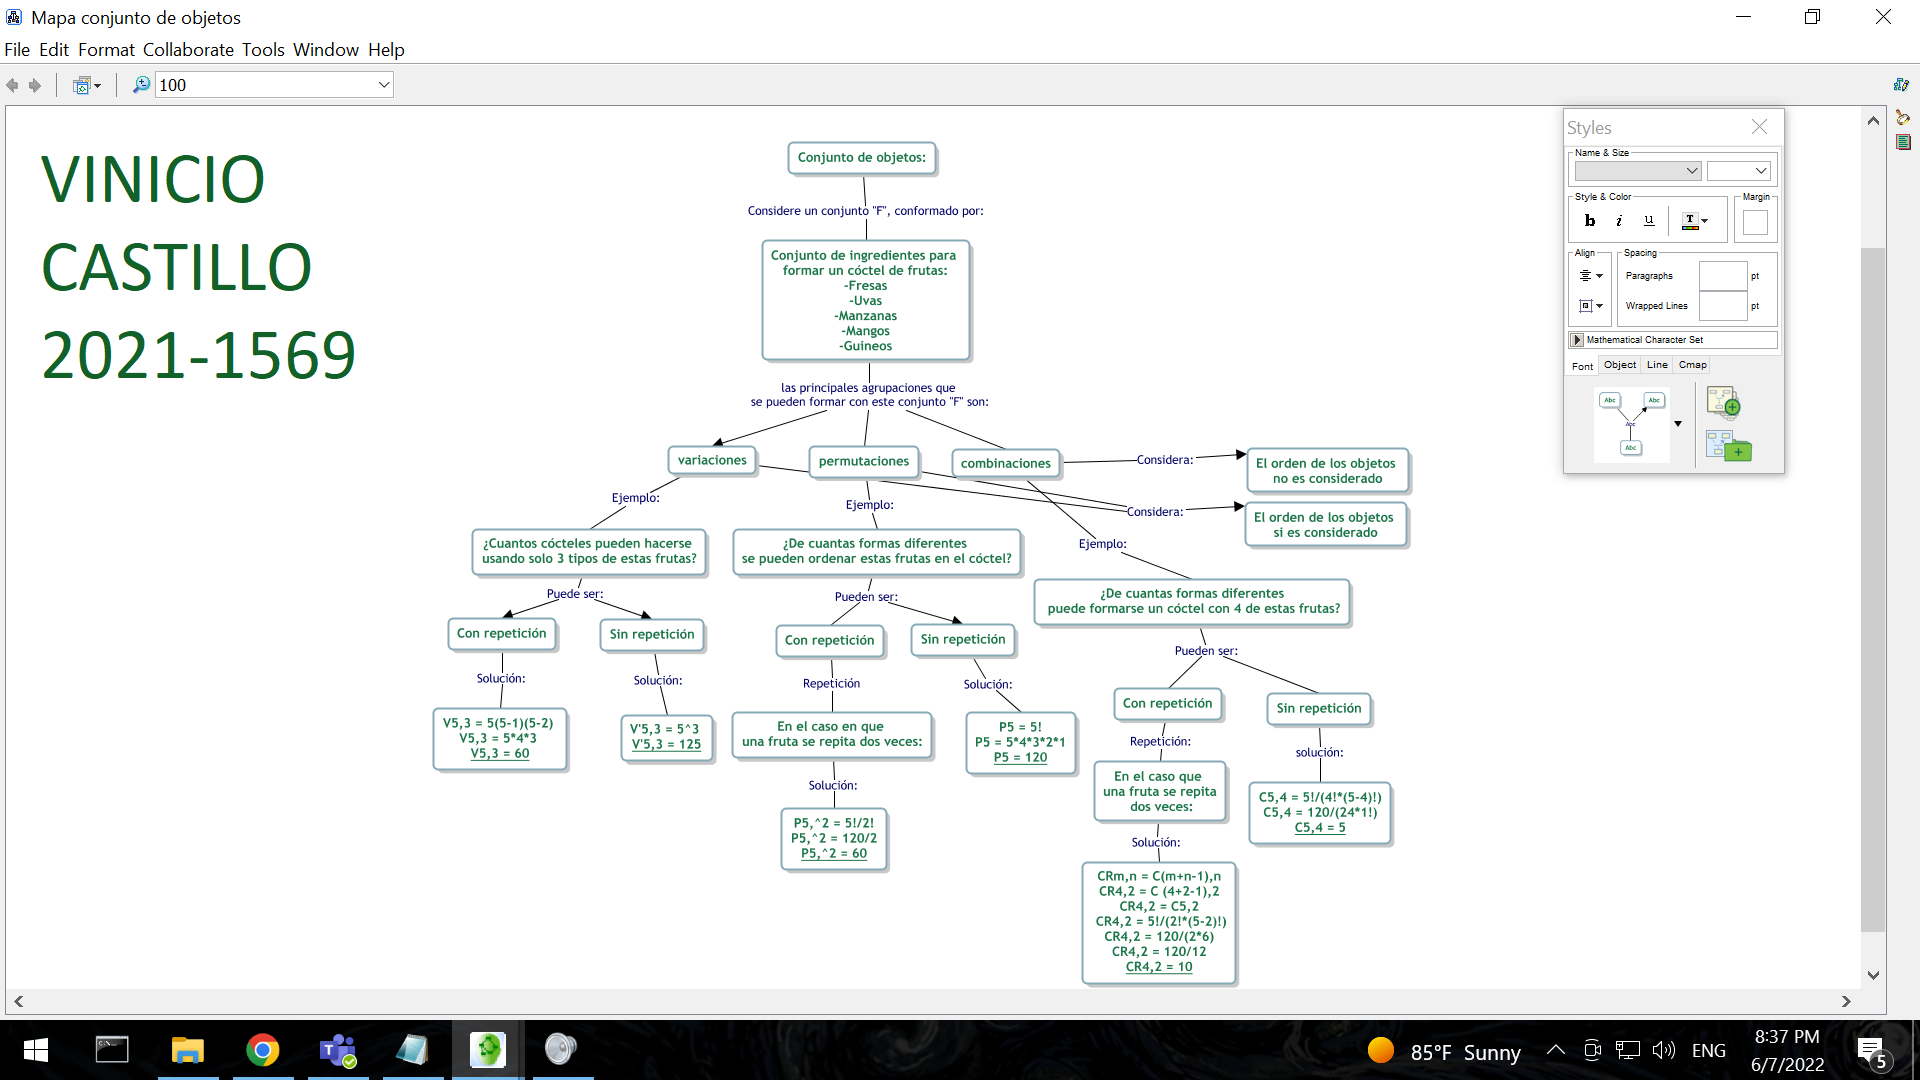 Mapa conjunto de objetos
File Edit Format Collaborate Tools Window Help
100
VINICIO
CASTILLO
2021-1569
Conjunto de objetos:
Considere un conjunto "F", conformado por:
Conjunto de ingredientes para
formar un cóctel de frutas:
-Fresas
-Uvas
-Manzanas
-Mangos
-Guineos
las principales agrupaciones que
se pueden formar con este conjunto "F" son:
variaciones
permutaciones
combinaciones
Considera:
El orden de los objetos
no es considerado
Considera:
El orden de los objetos
si es considerado
Ejemplo:
¿Cuantos cócteles pueden hacerse
usando solo 3 tipos de estas frutas?
Puede ser:
Con repetición
Solución:
V5,3 = 5(5-1)(5-2)
V5,3 = 5*4*3
V5,3 = 60
Sin repetición
Solución:
V'5,3 = 5^3
V'5,3 = 125
Ejemplo:
¿De cuantas formas diferentes
se pueden ordenar estas frutas en el cóctel?
Pueden ser:
Con repetición
Repetición
En el caso en que
una fruta se repita dos veces:
Solución:
P5,^2 = 5!/2!
P5,^2 = 120/2
P5,^2 = 60
Sin repetición
Solución:
P5 = 5!
P5 = 5*4*3*2*1
P5 = 120
Ejemplo:
¿De cuantas formas diferentes
puede formarse un cóctel con 4 de estas frutas?
Pueden ser:
Con repetición
Repetición:
En el caso que
una fruta se repita
dos veces:
Solución:
CRm,n = C(m+n-1),n
CR4,2 = C (4+2-1),2
CR4,2 = C5,2
CR4,2 = 5!/(2!*(5-2)!)
CR4,2 = 120/(2*6)
CR4,2 = 120/12
CR4,2 = 10
Sin repetición
solución:
C5,4 = 5!/(4!*(5-4)!)
C5,4 = 120/(24*1!)
C5,4 = 5
Styles
Name & Size
Style & Color
Margin
b i u T
Align
Spacing
Paragraphs pt
Wrapped Lines pt
Mathematical Character Set
Font Object Line Cmap
Abc Abc
Abc
Abc
85°F Sunny
ENG
8:37 PM
6/7/2022
5